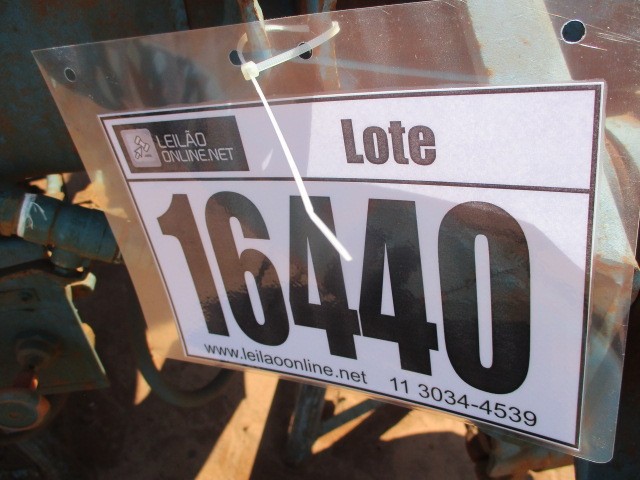 LEILÃO
ONLINE.NET
Lote
16440
www.leilaoonline.net 11 3034-4539